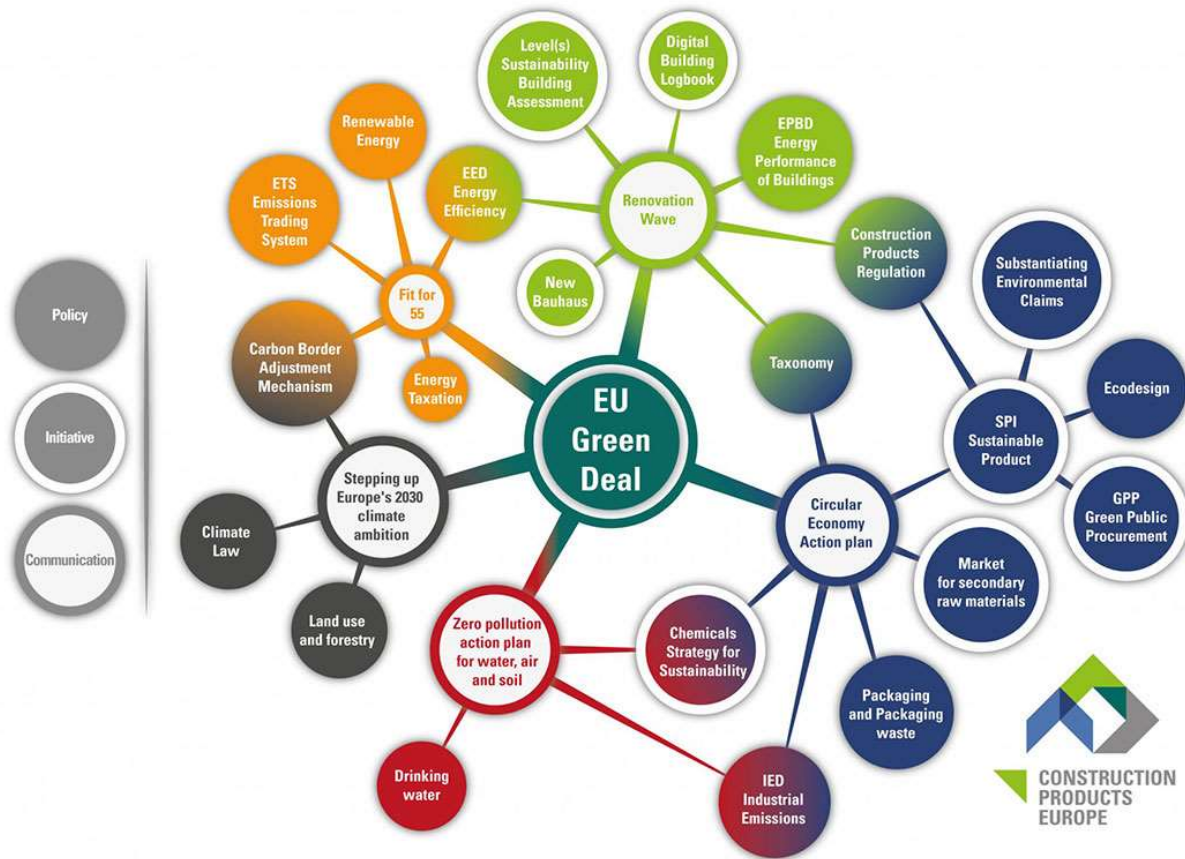 Level(s)
Sustainability
Building
Assessment
Digital
Building
Logbook
Renewable
Energy
EPBD
Energy
Performance
of Buildings
ETS
Emissions
Trading
System
EED
Energy
Efficiency
Renovation
Wave
Construction
Products
Regulation
Substantiating
Environmental
Claims
New
Bauhaus
Fit for
55
Policy
Carbon Border
Adjustment
Mechanism
Energy
Taxation
Taxonomy
Ecodesign
EU
Green
Deal
Initiative
SPI
Sustainable
Product
Stepping up
Europe's 2030
climate
ambition
Circular
Economy
Action plan
GPP
Green Public
Procurement
Communication
Climate
Law
Market
for secondary
raw materials
Land use
and forestry
Zero pollution
action plan
for water, air
and soil
Chemicals
Strategy for
Sustainability
Packaging
and Packaging
waste
Drinking
water
IED
Industrial
Emissions
CONSTRUCTION
PRODUCTS
EUROPE